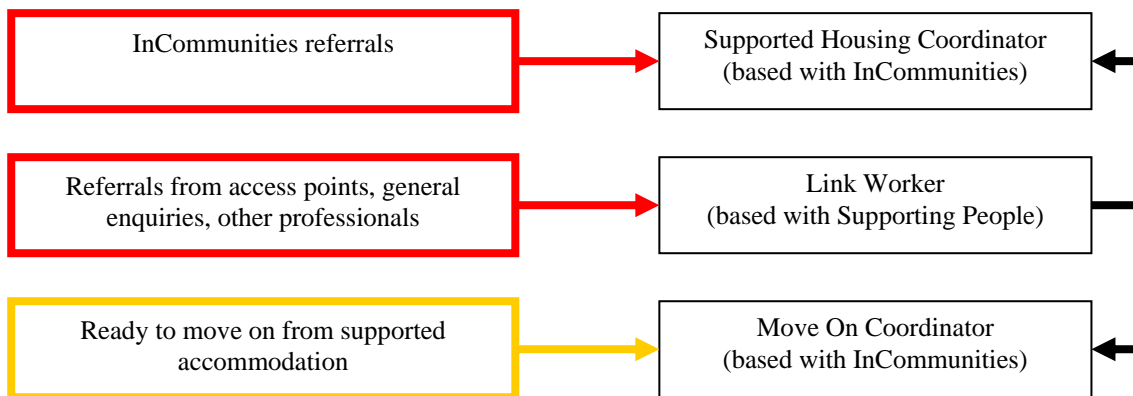 InCommunities referrals
Supported Housing Coordinator
(based with InCommunities)
Referrals from access points, general
enquiries, other professionals
Link Worker
(based with Supporting People)
Ready to move on from supported
accommodation
Move On Coordinator
(based with InCommunities)